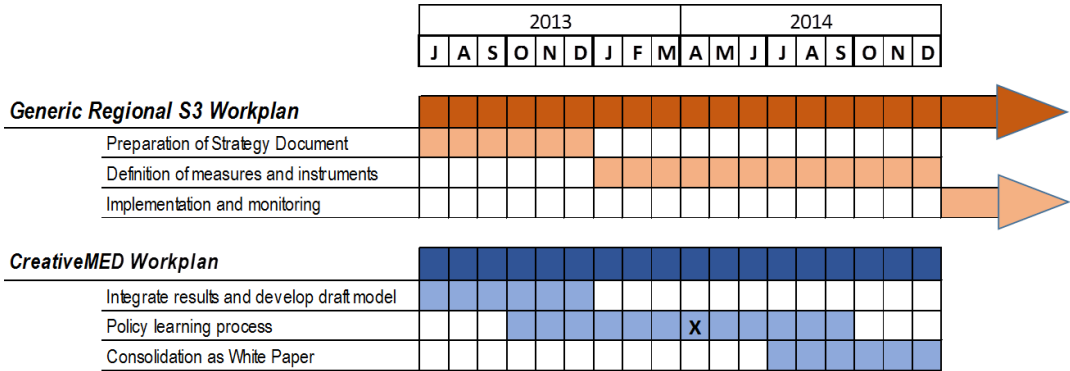 2013 2014
J A S O N D J F M A M J J A S O N D
Generic Regional S3 Workplan
Preparation of Strategy Document
Definition of measures and instruments
Implementation and monitoring
CreativeMED Workplan
Integrate results and develop draft model
Policy learning process X
Consolidation as White Paper